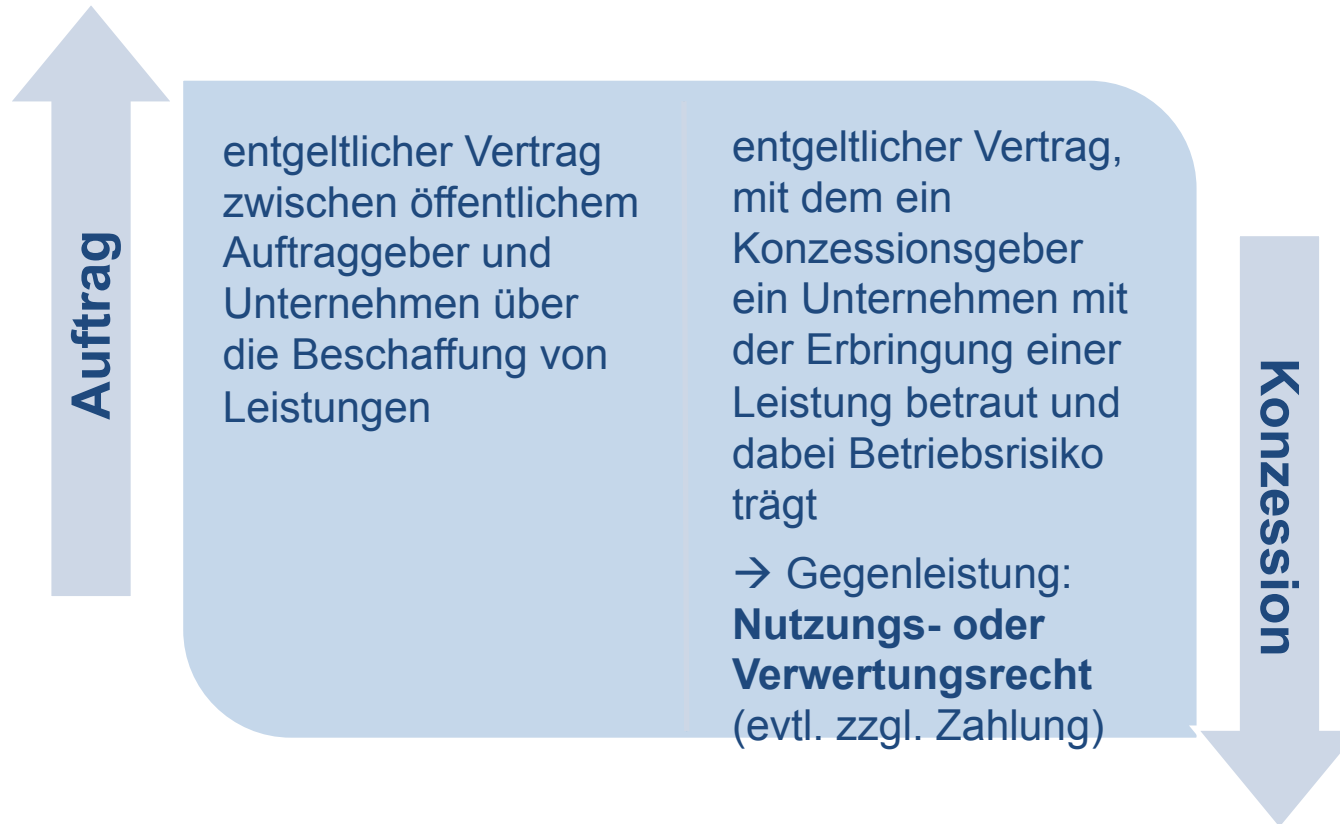 Auftrag
entgeltlicher Vertrag
zwischen öffentlichem
Auftraggeber und
Unternehmen über
die Beschaffung von
Leistungen
entgeltlicher Vertrag,
mit dem ein
Konzessionsgeber
ein Unternehmen mit
der Erbringung einer
Leistung betraut und
dabei Betriebsrisiko
trägt
→ Gegenleistung:
Nutzungs- oder
Verwertungsrecht
(evtl. zzgl. Zahlung)
Konzession